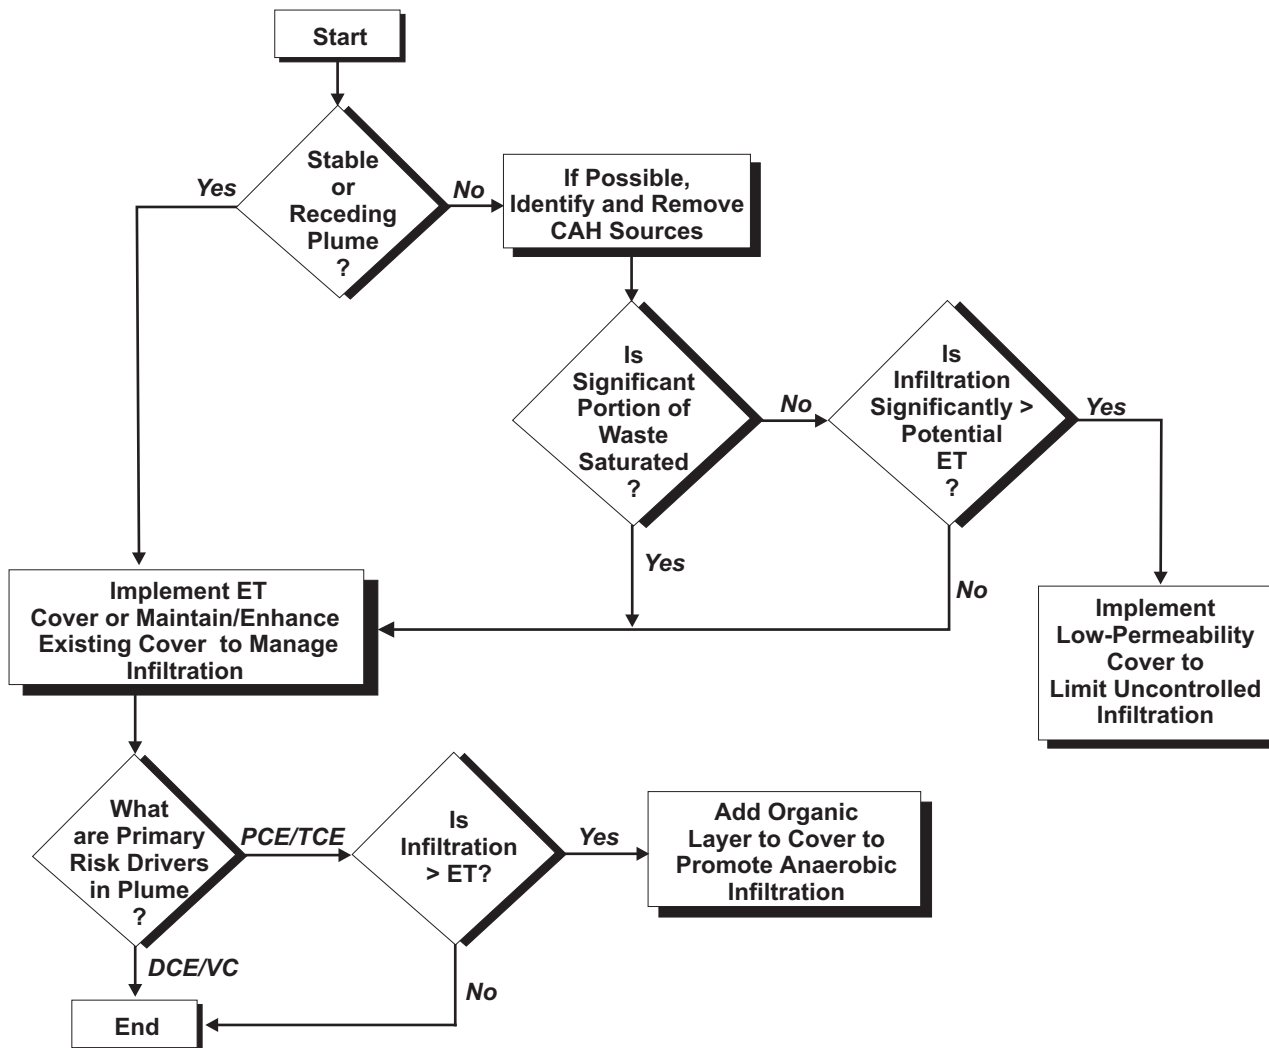 Start
Stable
or
Receding
Plume
?
Yes
No
If Possible,
Identify and Remove
CAH Sources
Is
Significant
Portion of
Waste
Saturated
?
No
Yes
Is
Infiltration
Significantly >
Potential
ET
?
Yes
No
Implement
Low-Permeability
Cover to
Limit Uncontrolled
Infiltration
Implement ET
Cover or Maintain/Enhance
Existing Cover to Manage
Infiltration
What
are Primary
Risk Drivers
in Plume
?
PCE/TCE
DCE/VC
Is
Infiltration
> ET?
Yes
No
Add Organic
Layer to Cover to
Promote Anaerobic
Infiltration
End